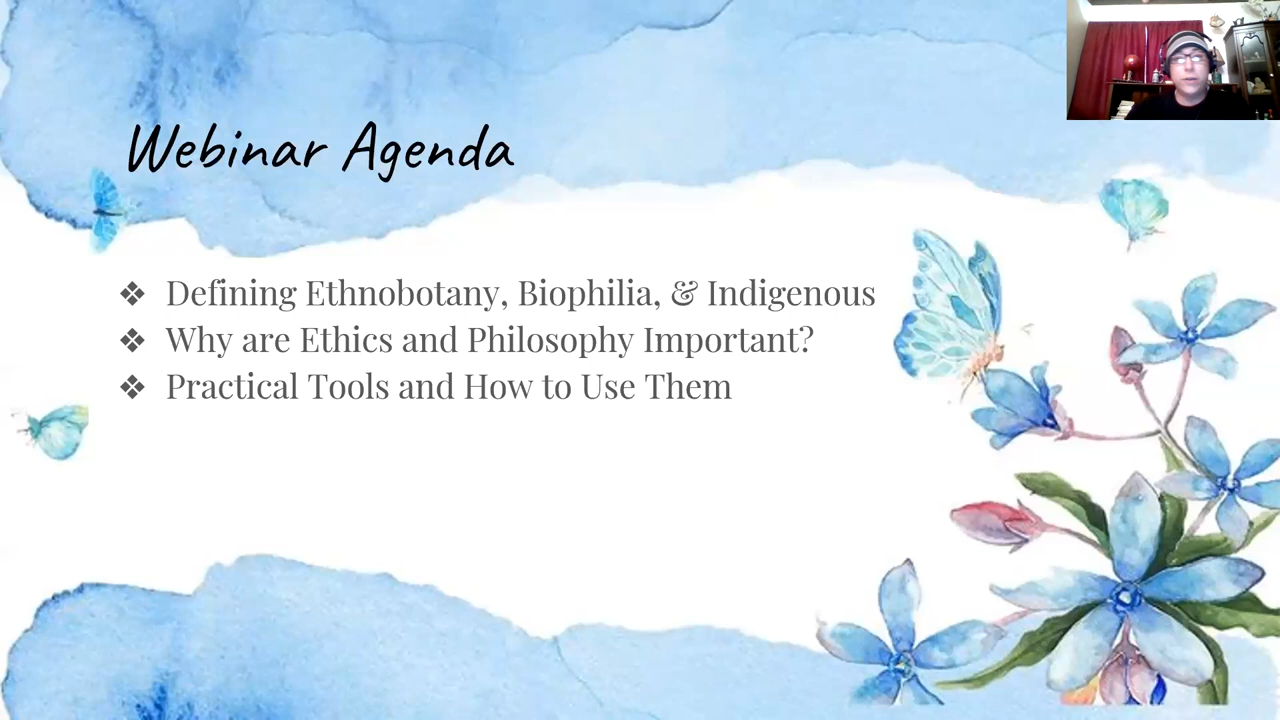 Webinar Agenda
❖ Defining Ethnobotany, Biophilia, & Indigenous
❖ Why are Ethics and Philosophy Important?
❖ Practical Tools and How to Use Them